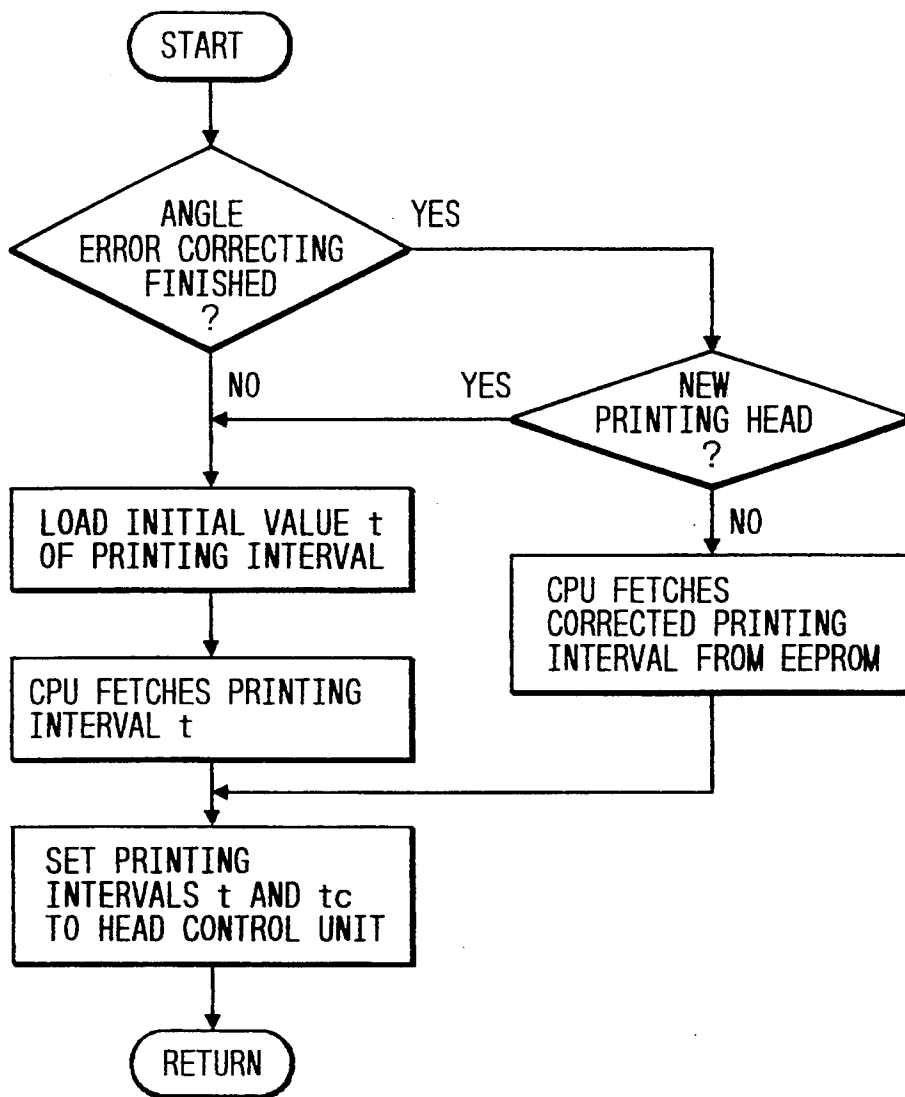 START
ANGLE
ERROR CORRECTING
FINISHED
?
YES
NO
NEW
PRINTING HEAD
?
YES
NO
LOAD INITIAL VALUE t
OF PRINTING INTERVAL
CPU FETCHES
CORRECTED PRINTING
INTERVAL FROM EEPROM
CPU FETCHES PRINTING
INTERVAL t
SET PRINTING
INTERVALS t AND tc
TO HEAD CONTROL UNIT
RETURN